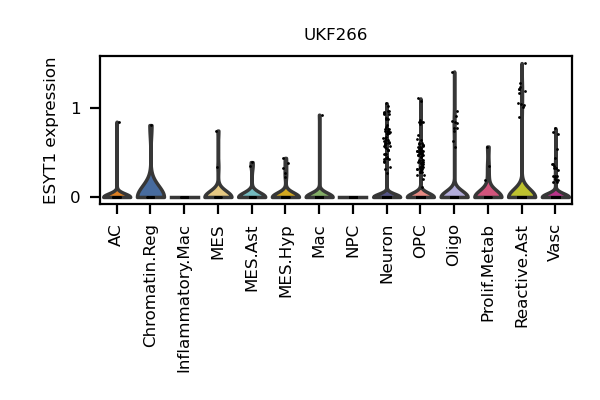 UKF266
ESYT1 expression
1
0
AC
Chromatin.Reg
Inflammatory.Mac
MES
MES.Ast
MES.Hyp
Mac
NPC
Neuron
OPC
Oligo
Prolif.Metab
Reactive.Ast
Vasc